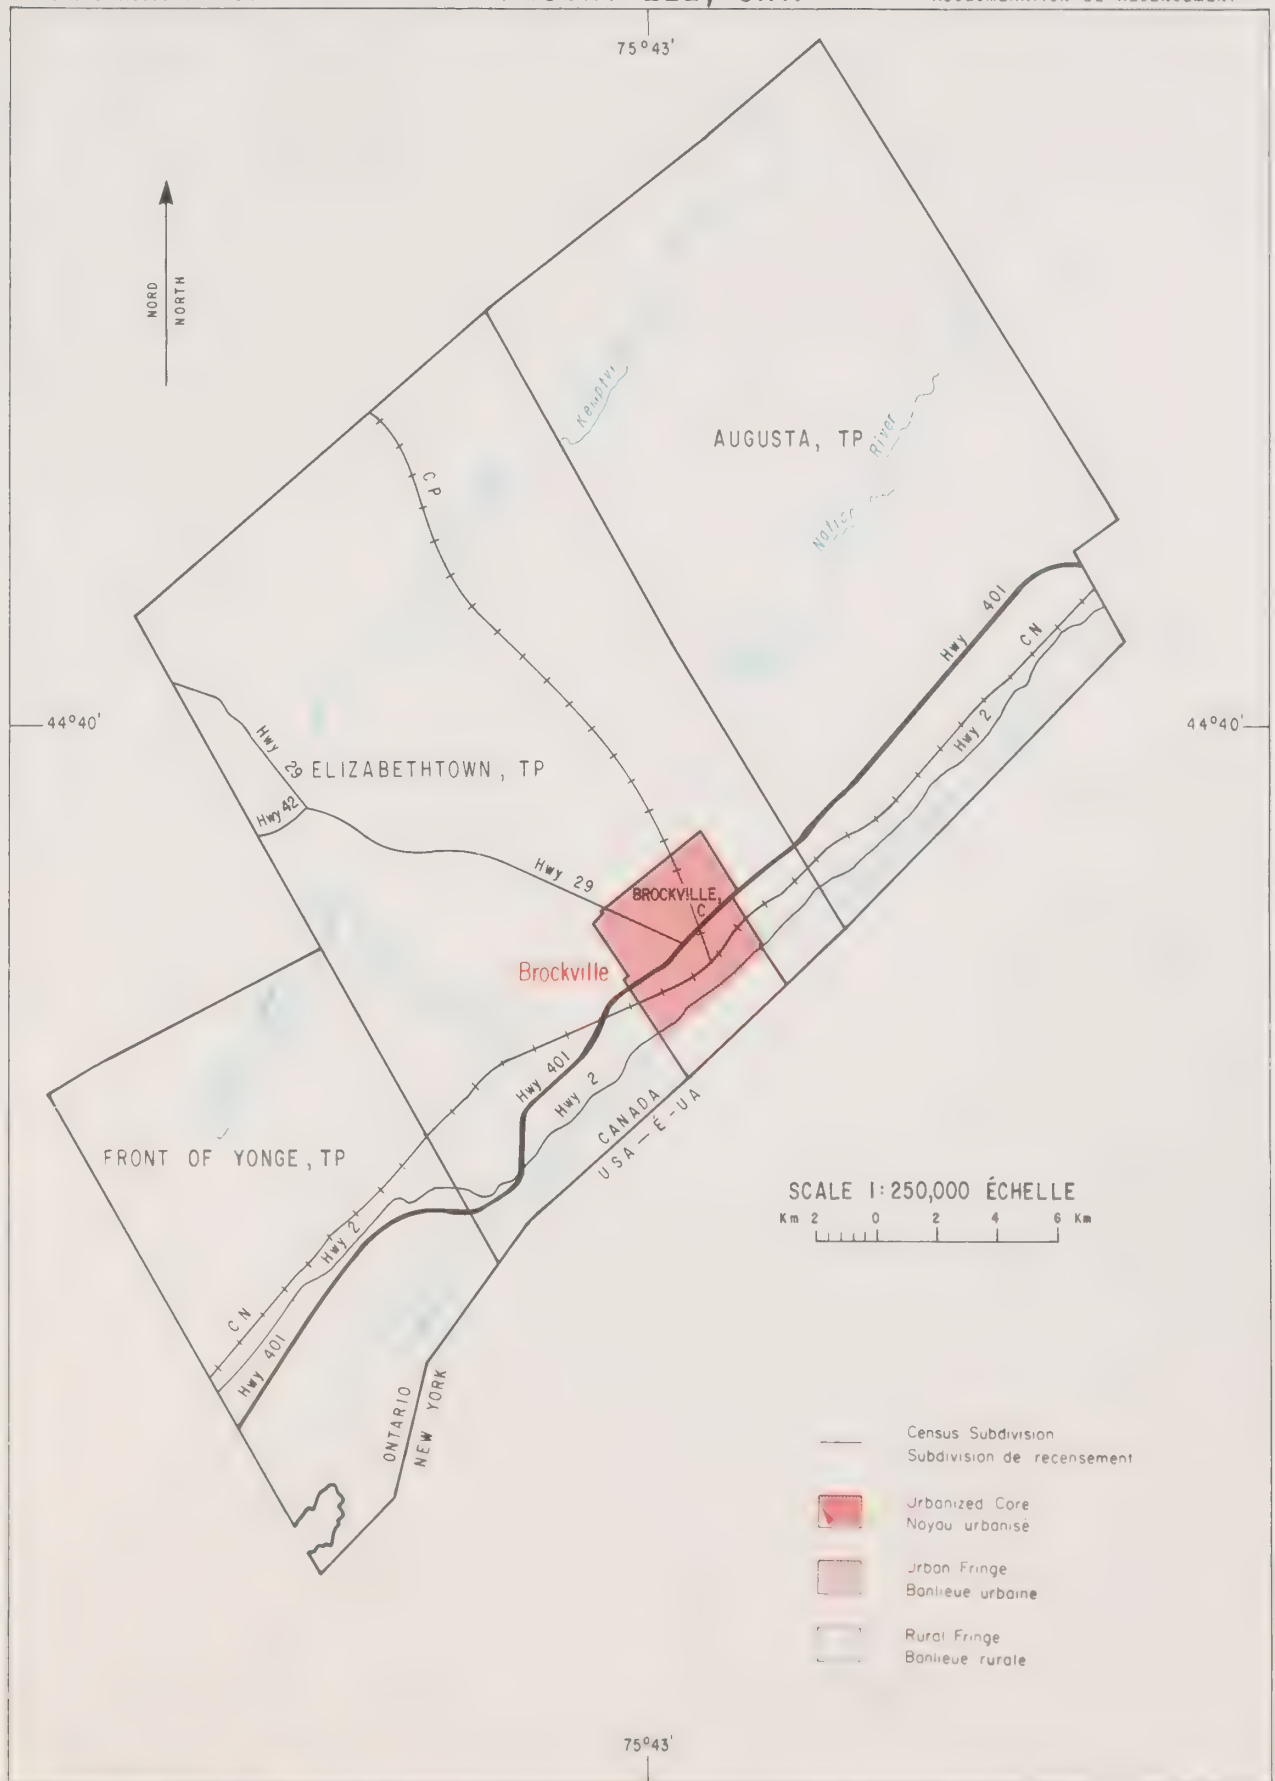 75°43'
NORD
NORTH
AUGUSTA, TP
River
CP
Hwy 401
CN
Hwy 2
44°40'
44°40'
Hwy 29
ELIZABETHTOWN, TP
Hwy 42
Hwy 29
BROCKVILLE, C
Brockville
Hwy 401
Hwy 2
CANADA
USA-É-UA
FRONT OF YONGE, TP
SCALE 1:250,000 ÉCHELLE
Km 2 0 2 4 6 Km
Hwy 2
CN
Hwy 401
ONTARIO
NEW YORK
Census Subdivision
Subdivision de recensement
Urbanized Core
Noyau urbanisé
Urban Fringe
Banlieue urbaine
Rural Fringe
Banlieue rurale
75°43'